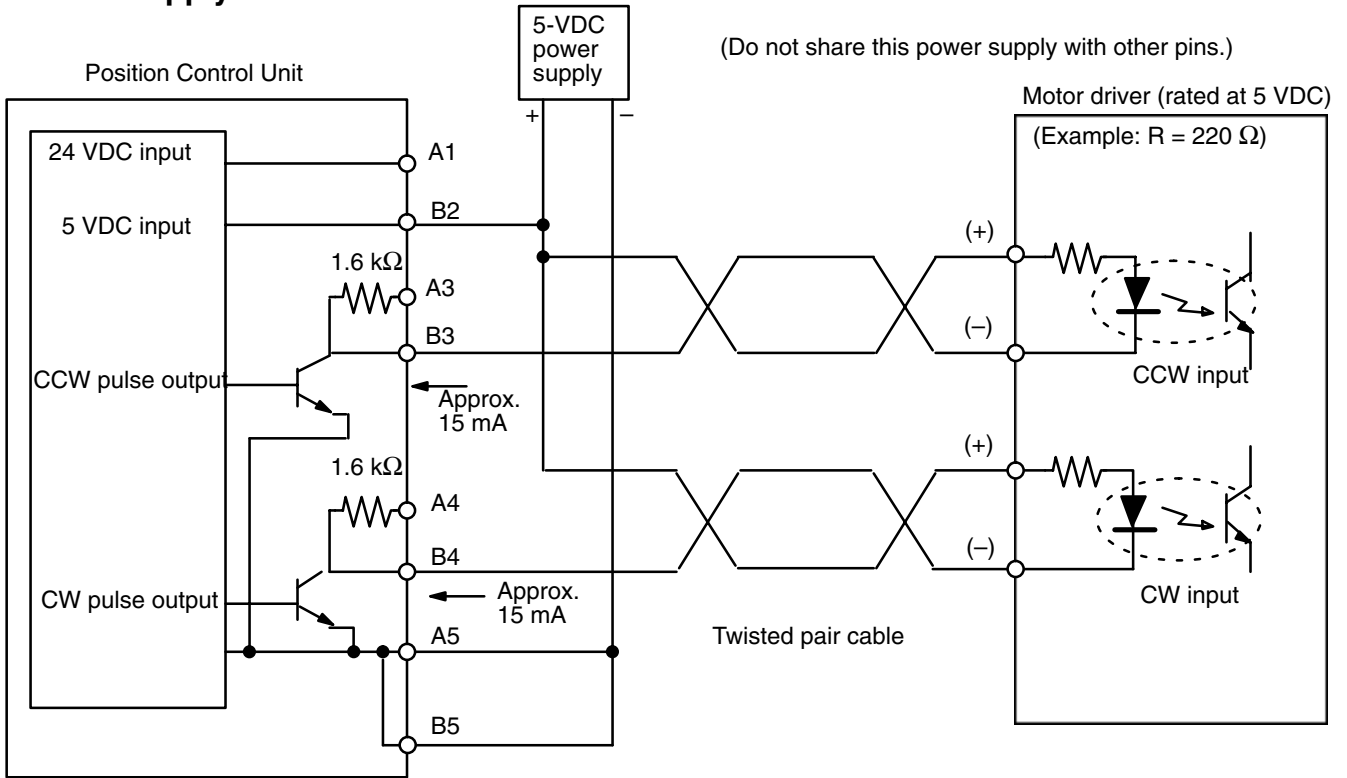 5-VDC
power
supply
(Do not share this power supply with other pins.)
Position Control Unit
Motor driver (rated at 5 VDC)
+
–
(Example: R = 220 Ω)
24 VDC input
A1
5 VDC input
B2
(+)
1.6 kΩ
A3
B3
(–)
CCW pulse output
CCW input
Approx.
15 mA
(+)
1.6 kΩ
A4
B4
(–)
CW pulse output
Approx.
15 mA
CW input
A5
Twisted pair cable
B5